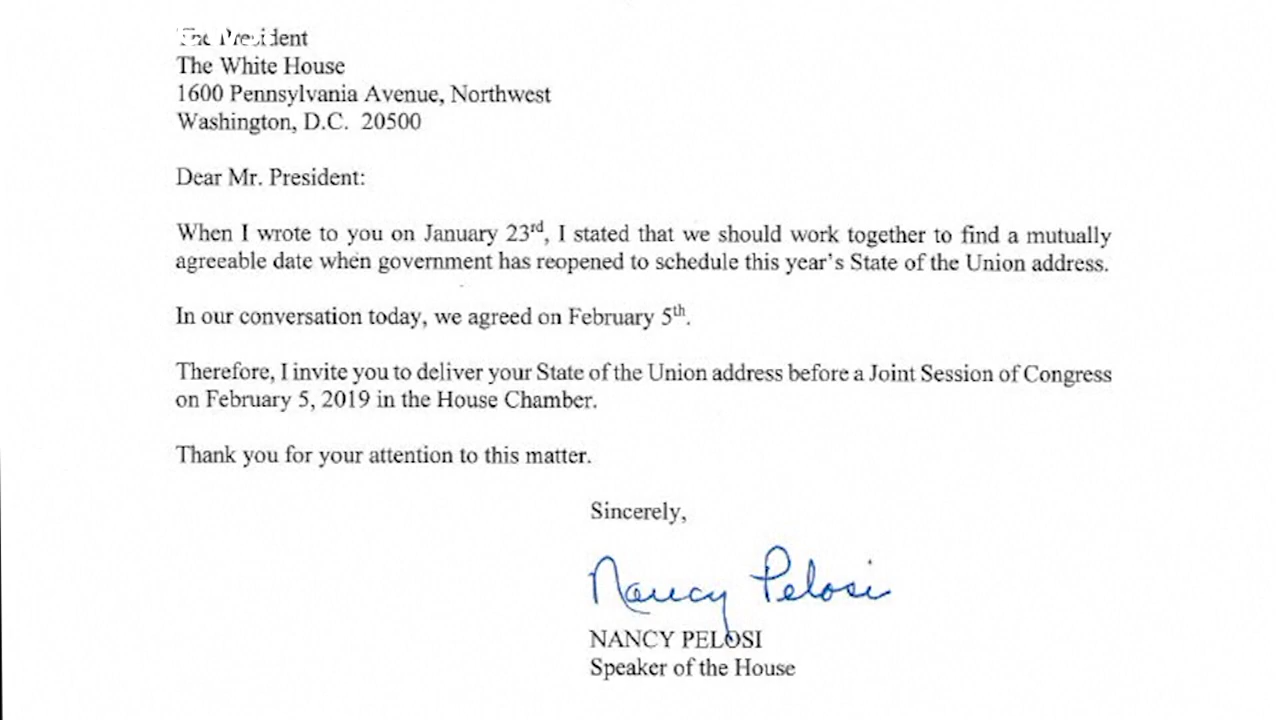 The President
The White House
1600 Pennsylvania Avenue, Northwest
Washington, D.C. 20500
Dear Mr. President:
When I wrote to you on January 23rd, I stated that we should work together to find a mutually
agreeable date when government has reopened to schedule this year's State of the Union address.
In our conversation today, we agreed on February 5th.
Therefore, I invite you to deliver your State of the Union address before a Joint Session of Congress
on February 5, 2019 in the House Chamber.
Thank you for your attention to this matter.
Sincerely,
Nancy Pelosi
NANCY PELOSI
Speaker of the House